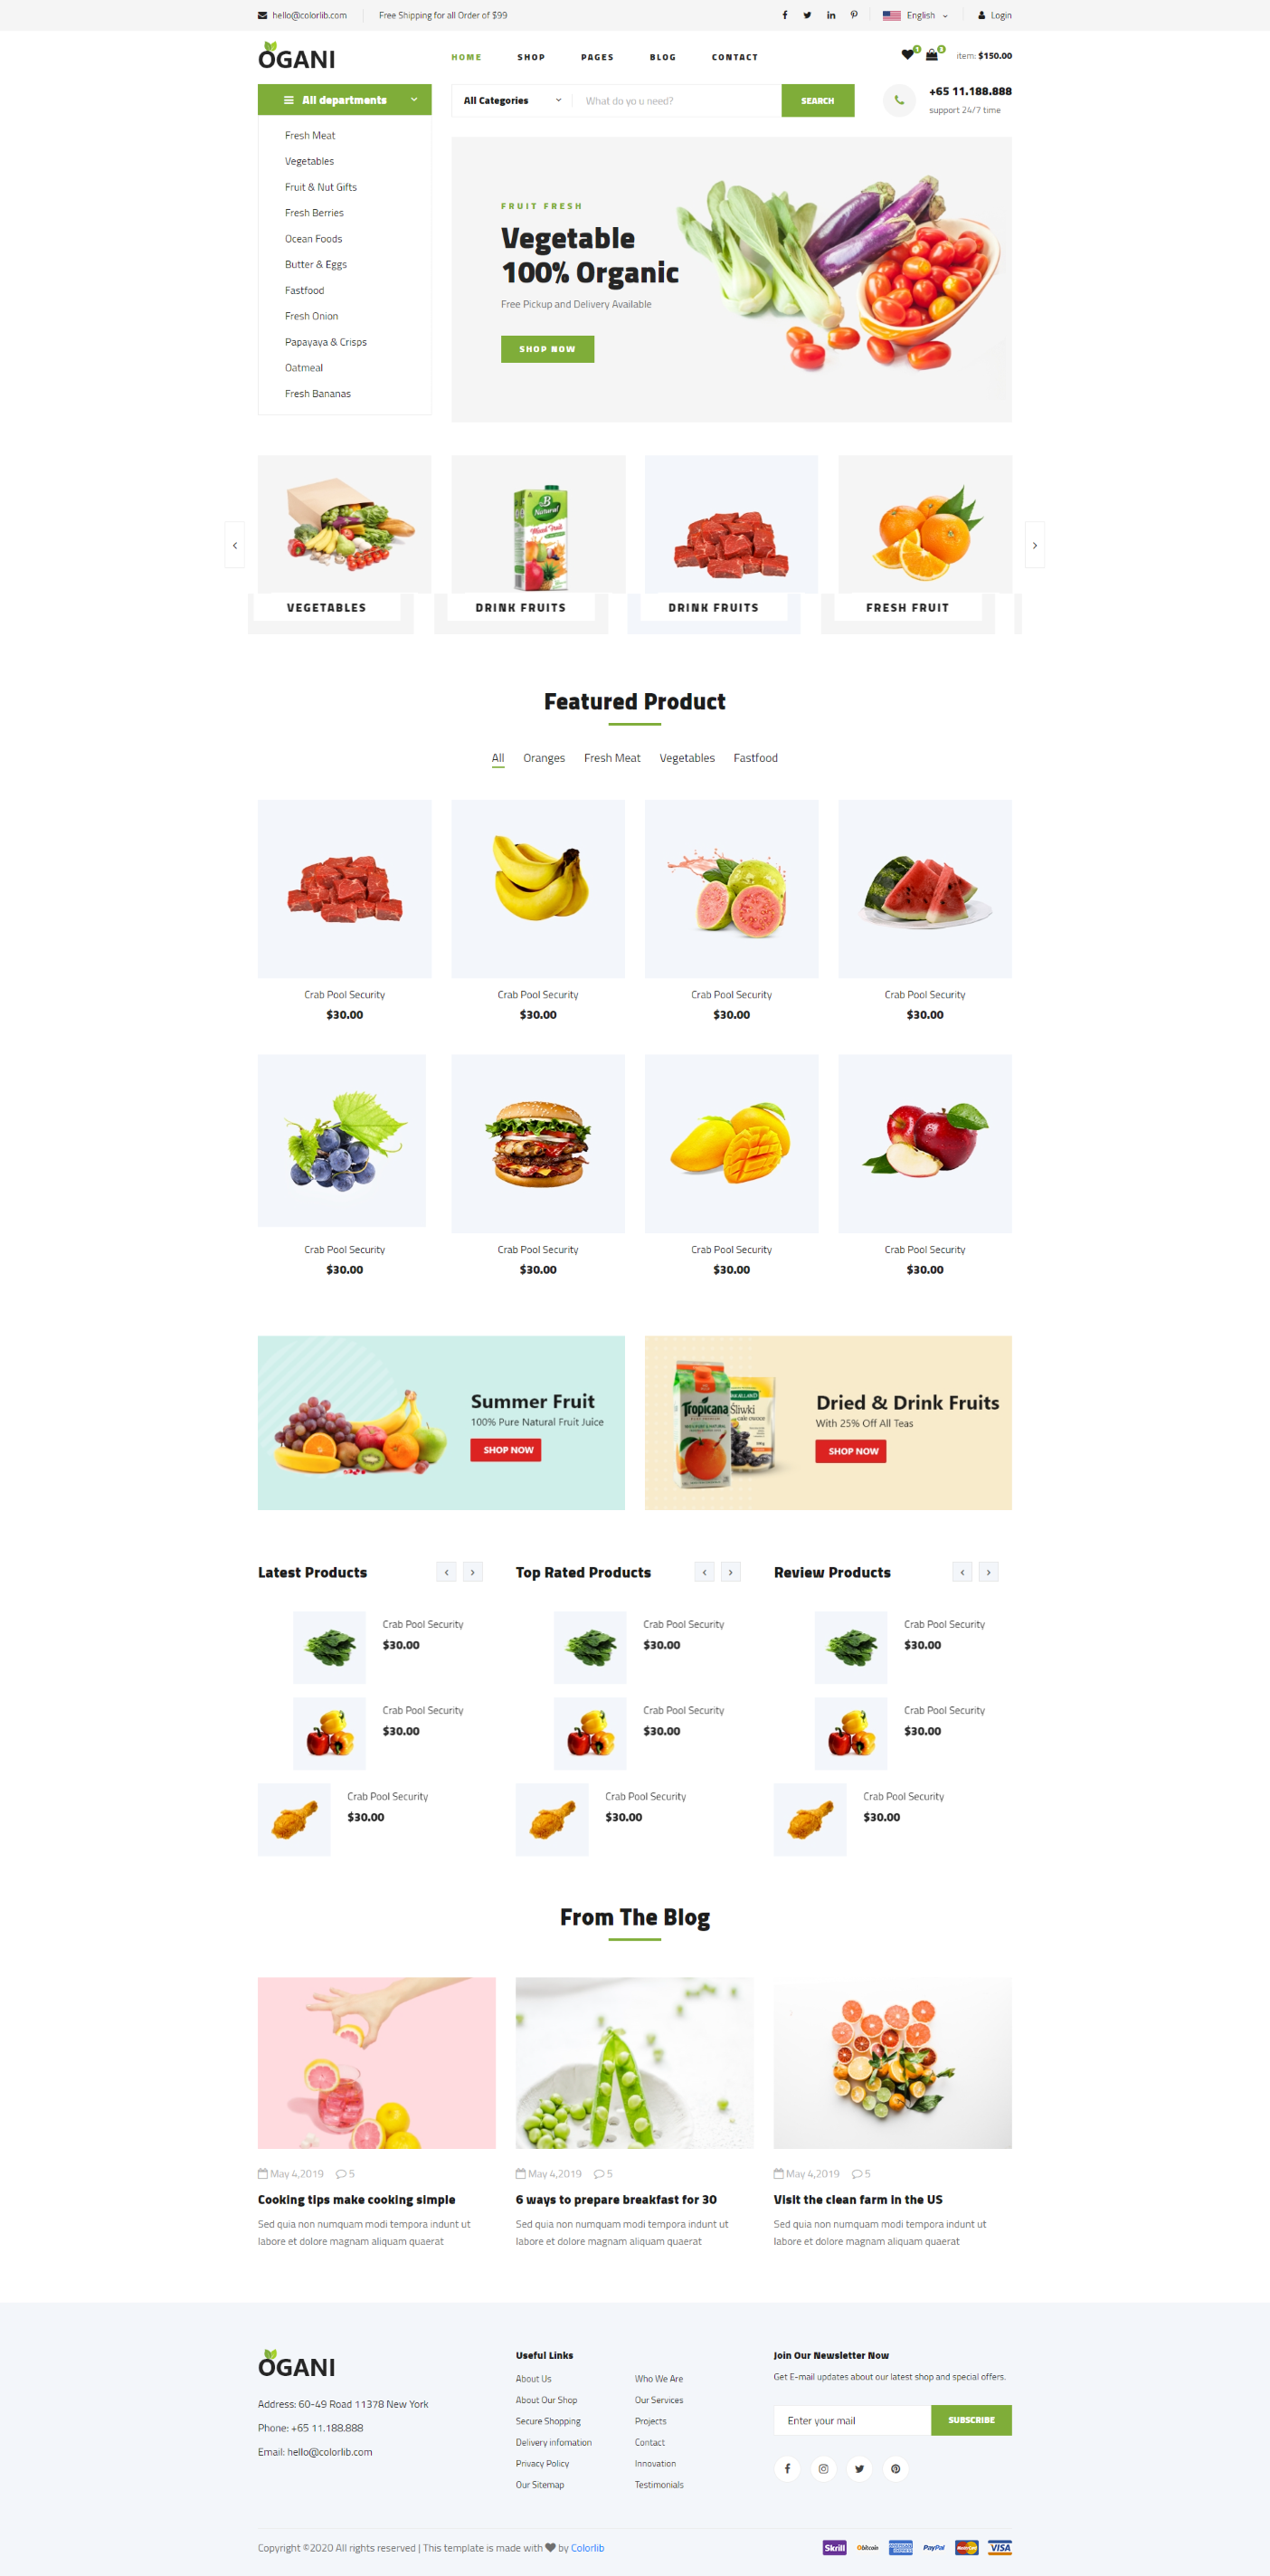 hello@colorlib.com
Free Shipping for all Order of $99
English
Login
OGANI
HOME SHOP PAGES BLOG CONTACT
1
3
item: $150.00
All departments
All Categories
What do yo u need?
SEARCH
+65 11.188.888
support 24/7 time
Fresh Meat
Vegetables
Fruit & Nut Gifts
Fresh Berries
Ocean Foods
Butter & Eggs
Fastfood
Fresh Onion
Papayaya & Crisps
Oatmeal
Fresh Bananas
FRUIT FRESH
Vegetable
100% Organic
Free Pickup and Delivery Available
SHOP NOW
B
Natural
Mixed Fruit
VEGETABLES
DRINK FRUITS
DRINK FRUITS
FRESH FRUIT
Featured Product
All Oranges Fresh Meat Vegetables Fastfood
Crab Pool Security
$30.00
Crab Pool Security
$30.00
Crab Pool Security
$30.00
Crab Pool Security
$30.00
Crab Pool Security
$30.00
Crab Pool Security
$30.00
Crab Pool Security
$30.00
Crab Pool Security
$30.00
Summer Fruit
100% Pure Natural Fruit Juice
SHOP NOW
Tropicana
Śliwki
Dried & Drink Fruits
With 25% Off All Teas
SHOP NOW
Latest Products
Crab Pool Security
$30.00
Crab Pool Security
$30.00
Crab Pool Security
$30.00
Top Rated Products
Crab Pool Security
$30.00
Crab Pool Security
$30.00
Crab Pool Security
$30.00
Review Products
Crab Pool Security
$30.00
Crab Pool Security
$30.00
Crab Pool Security
$30.00
From The Blog
May 4,2019 5
Cooking tips make cooking simple
Sed quia non numquam modi tempora indunt ut
labore et dolore magnam aliquam quaerat
May 4,2019 5
6 ways to prepare breakfast for 30
Sed quia non numquam modi tempora indunt ut
labore et dolore magnam aliquam quaerat
May 4,2019 5
Visit the clean farm in the US
Sed quia non numquam modi tempora indunt ut
labore et dolore magnam aliquam quaerat
OGANI
Address: 60-49 Road 11378 New York
Phone: +65 11.188.888
Email: hello@colorlib.com
Useful Links
About Us
About Our Shop
Secure Shopping
Delivery infomation
Privacy Policy
Our Sitemap
Who We Are
Our Services
Projects
Contact
Innovation
Testimonials
Join Our Newsletter Now
Get E-mail updates about our latest shop and special offers.
Enter your mail
SUBSCRIBE
Copyright ©2020 All rights reserved | This template is made with by Colorlib
Skrill
bitcoin
PayPal
MasterCard
VISA